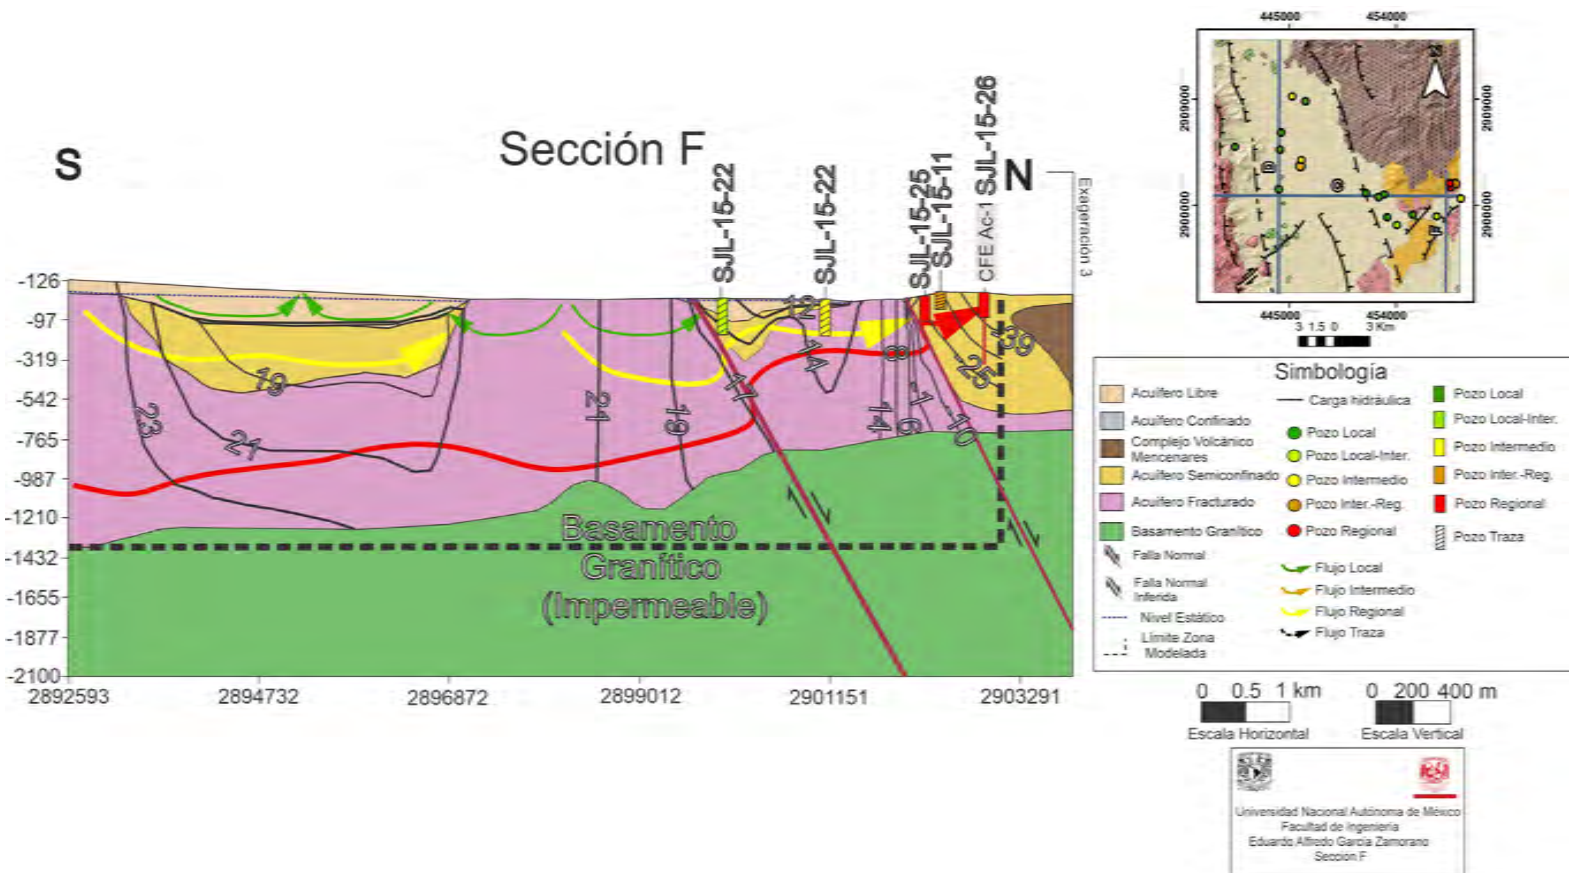 Sección F
S
N
SJL-15-22
SJL-15-22
SJL-15-25
SJL-15-11
CFE Ac-1
SJL-15-26
Exageración 3
-126
-97
-319
-542
-765
-987
-1210
-1432
-1655
-1877
-2100
2892593
2894732
2896872
2899012
2901151
2903291
23
21
19
21
19
17
12
14
8
14
-1
-6
-10
-25
-39
Basamento
Granítico
(Impermeable)
445000
454000
2909000
2909000
2900000
2900000
445000
454000
N
D
F
3 1.5 0 3 Km
Simbología
Acuífero Libre
Acuífero Confinado
Complejo Volcánico
Mencenares
Acuífero Semiconfinado
Acuífero Fracturado
Basamento Granítico
Falla Normal
Falla Normal
Inferida
Nivel Estático
Límite Zona
Modelada
Carga hidráulica
Pozo Local
Pozo Local-Inter.
Pozo Intermedio
Pozo Inter.-Reg.
Pozo Regional
Flujo Local
Flujo Intermedio
Flujo Regional
Flujo Traza
Pozo Local
Pozo Local-Inter.
Pozo Intermedio
Pozo Inter.-Reg.
Pozo Regional
Pozo Traza
0 0.5 1 km
Escala Horizontal
0 200 400 m
Escala Vertical
Universidad Nacional Autónoma de México
Facultad de Ingeniería
Eduardo Alfredo García Zamorano
Sección F